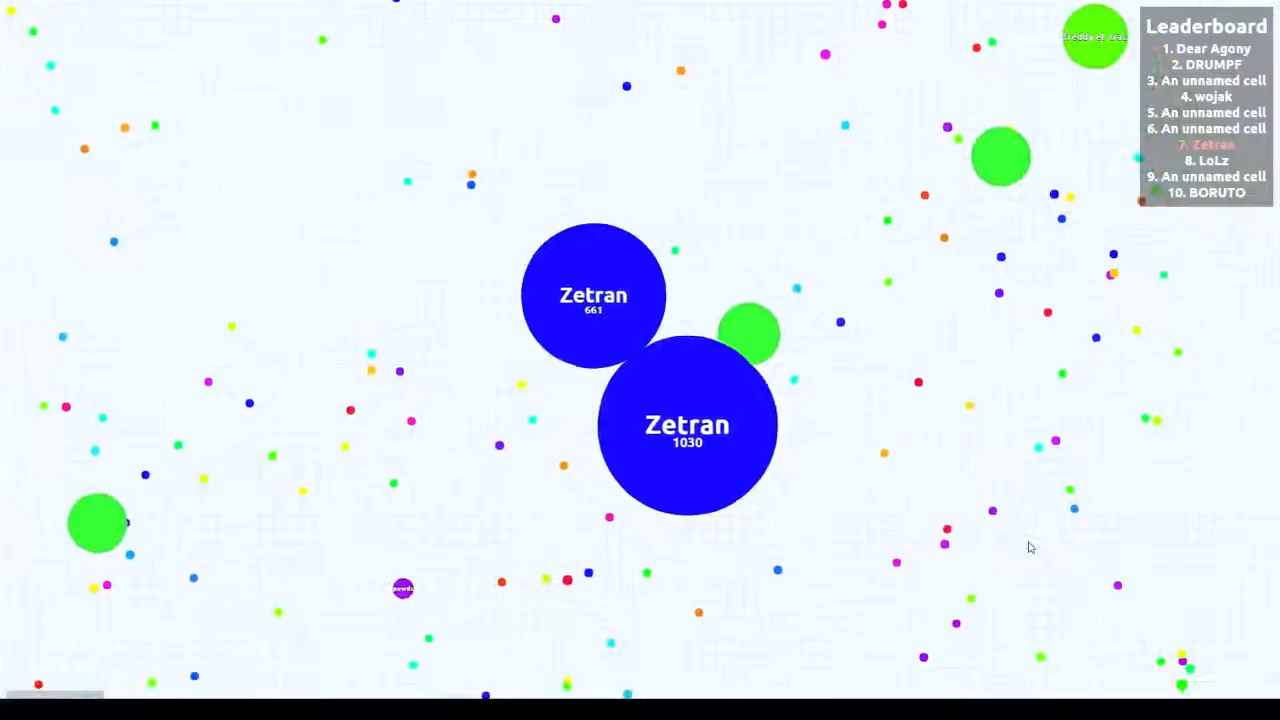 Leaderboard
1. Dear Agony
2. DRUMPF
3. An unnamed cell
4. wojak
5. An unnamed cell
6. An unnamed cell
7. Zetran
8. LoLz
9. An unnamed cell
10. BORUTO
Zetran
661
Zetran
1030